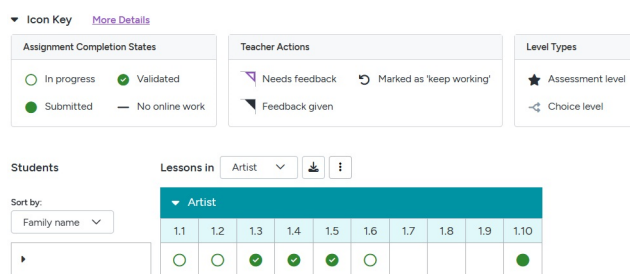 Icon Key More Details
Assignment Completion States
Teacher Actions
Level Types
In progress Validated
Needs feedback Marked as 'keep working'
Assessment level
Submitted No online work
Feedback given
Choice level
Students Lessons in Artist
Sort by:
Family name
Artist
1.1 1.2 1.3 1.4 1.5 1.6 1.7 1.8 1.9 1.10